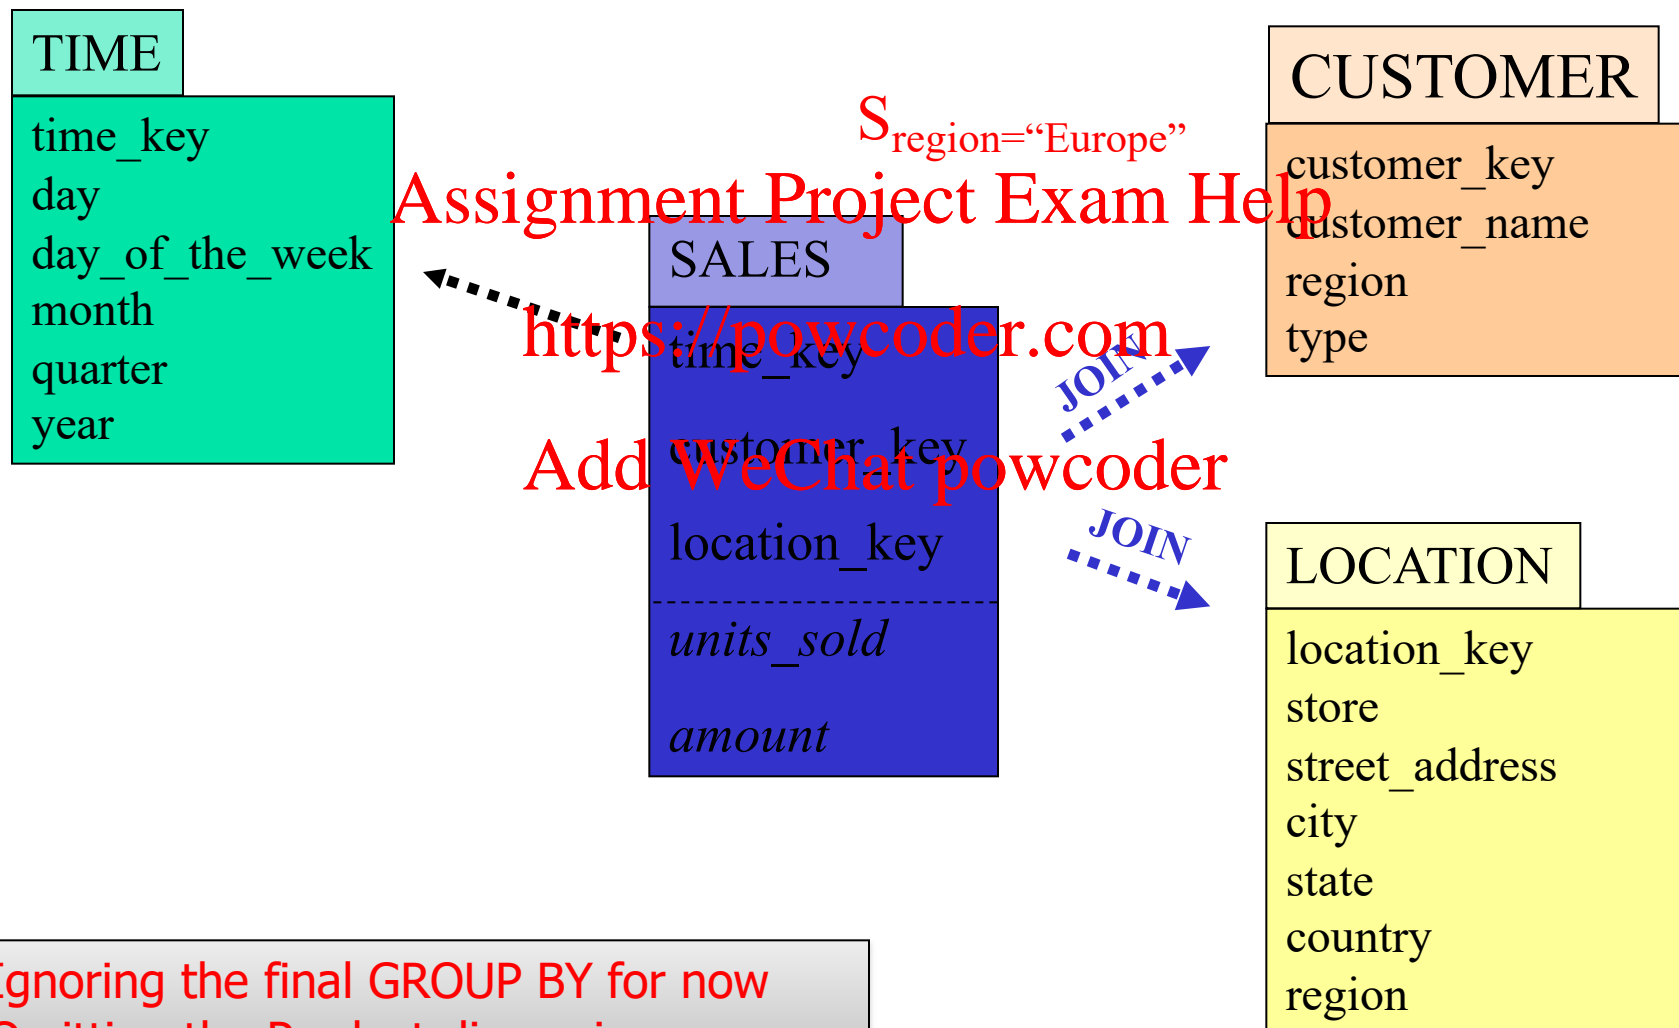 TIME
time_key
day
day_of_the_week
month
quarter
year
S region=“Europe”
Assignment Project Exam Help
https://powcoder.com
Add WeChat powcoder
SALES
time_key
customer_key
location_key
units_sold
amount
JOIN
JOIN
CUSTOMER
customer_key
customer_name
region
type
LOCATION
location_key
store
street_address
city
state
country
region
Ignoring the final GROUP BY for now